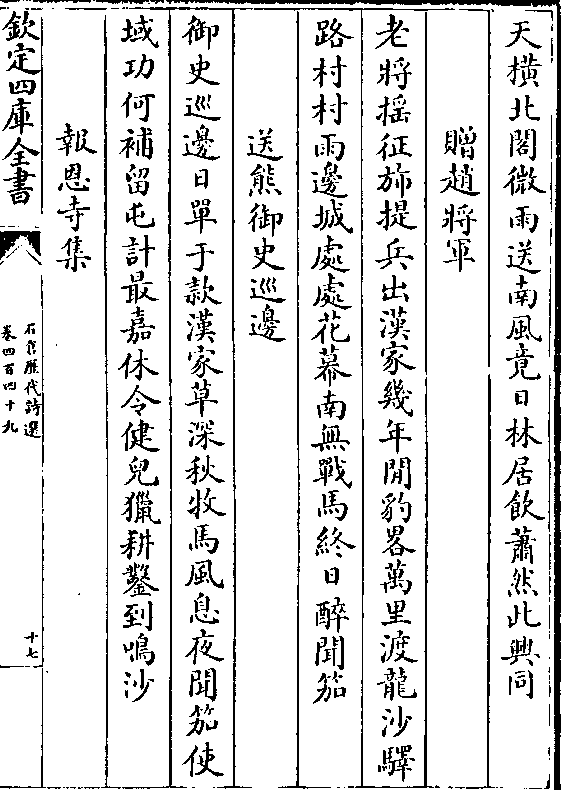 天橫北閣微雨送南風竟日林居飲蕭然此興同
贈趙將軍
老將揺征斾提兵出漢家幾年閒豹畧萬里渡龍沙驛
路村村雨邊城處處花幕南無戰馬終日醉聞笳
送熊御史巡邊
御史巡邊日單于款漢家草深秋牧馬風息夜聞笳使
域功何補留屯計最嘉休令健兒獵耕鑿到鳴沙
報恩寺集
欽定四庫全書
石倉歷代詩選
卷四百四十九
十七